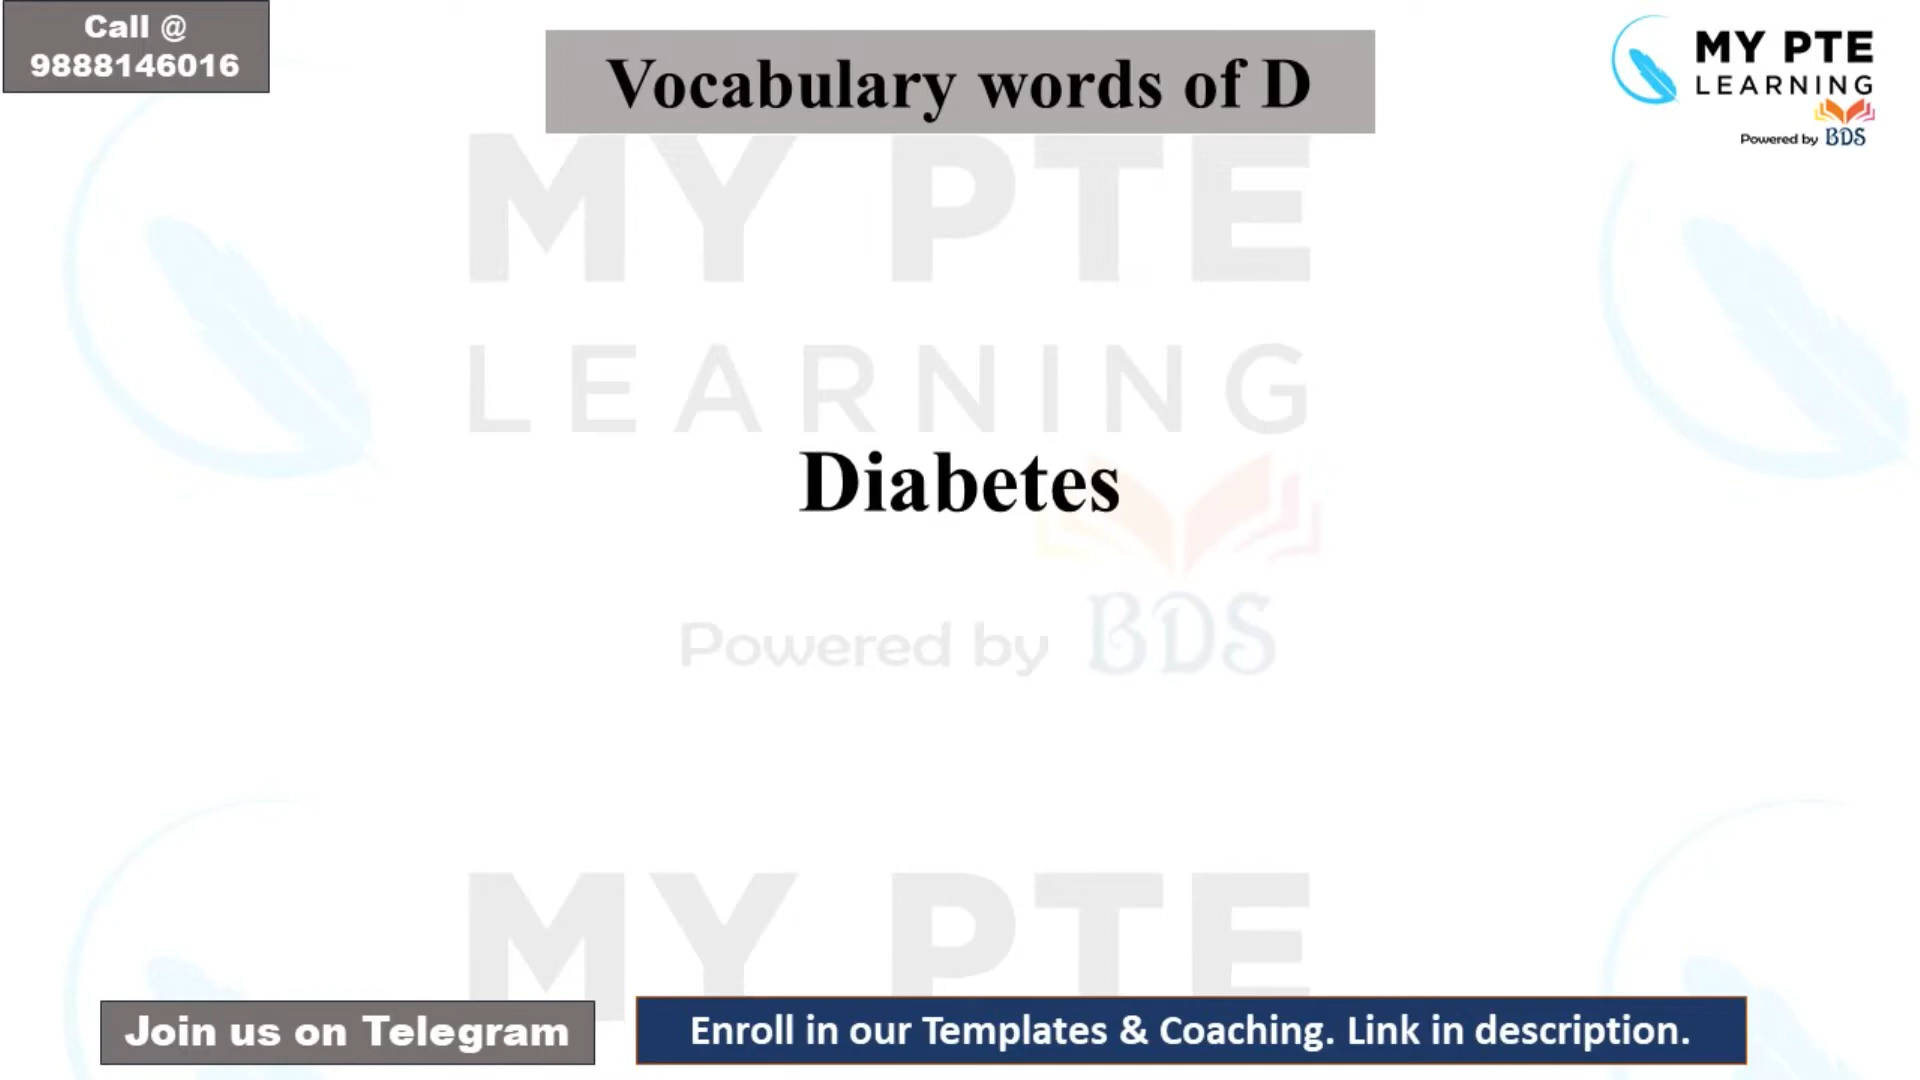 Call @
9888146016
Vocabulary words of D
MY PTE
LEARNING
Powered by BDS
MY PTE
LEARNING
Diabetes
Powered by BDS
MY PTE
Join us on Telegram
Enroll in our Templates & Coaching. Link in description.